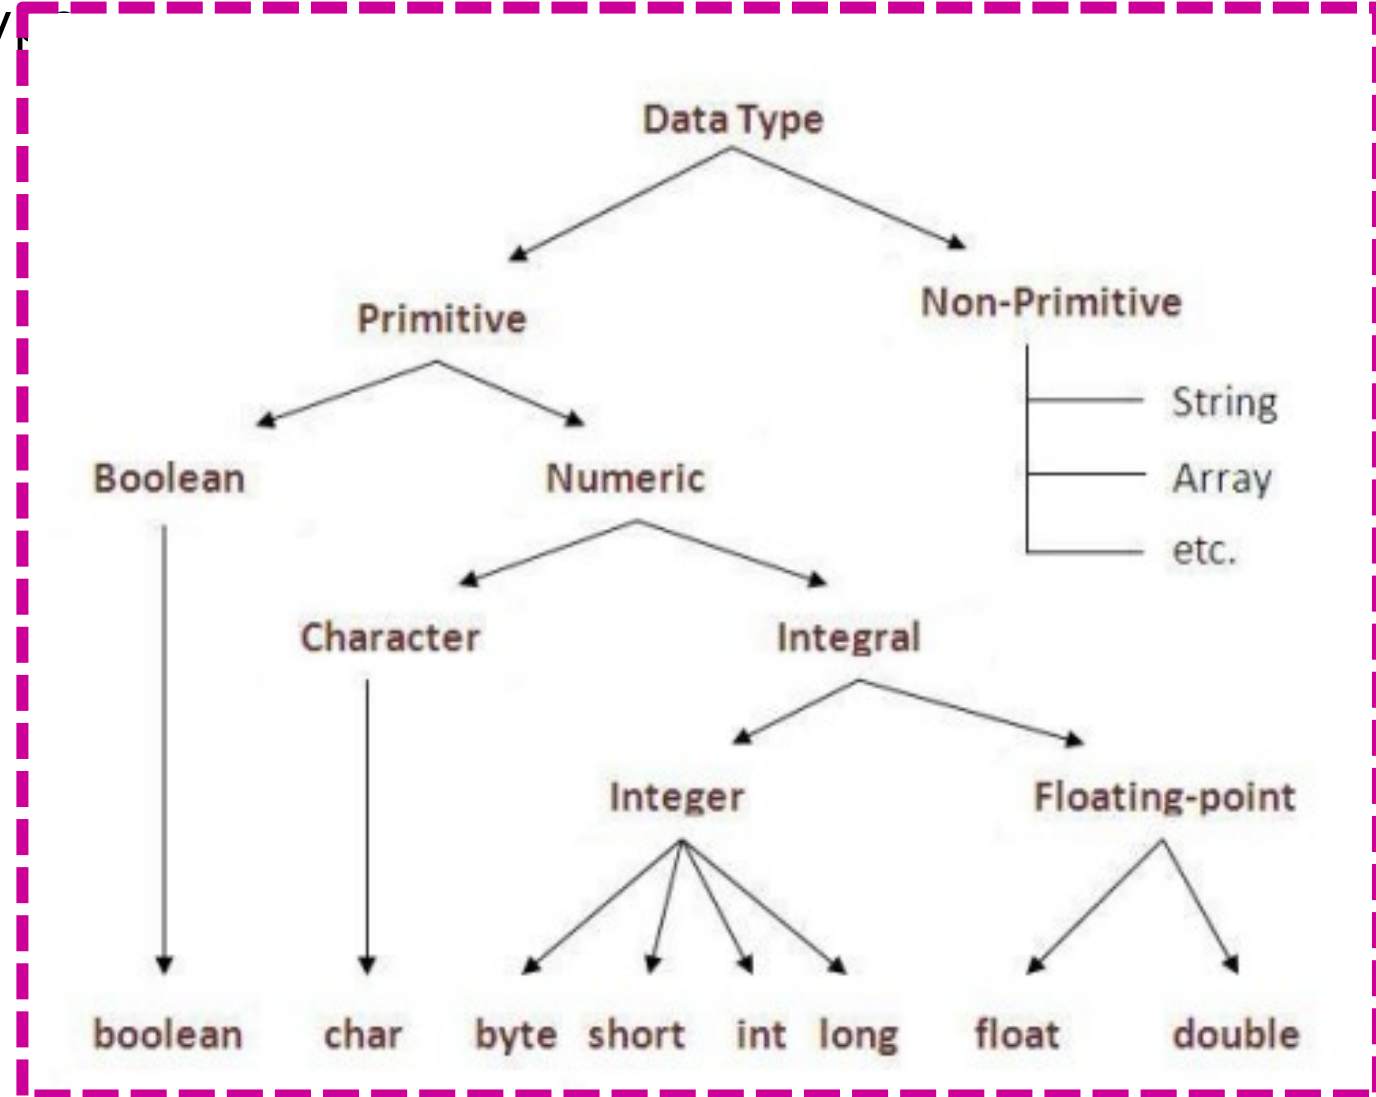 Data Type
Primitive
Non-Primitive
String
Boolean
Numeric
Array
etc.
Character
Integral
Integer
Floating-point
boolean char byte short int long float double